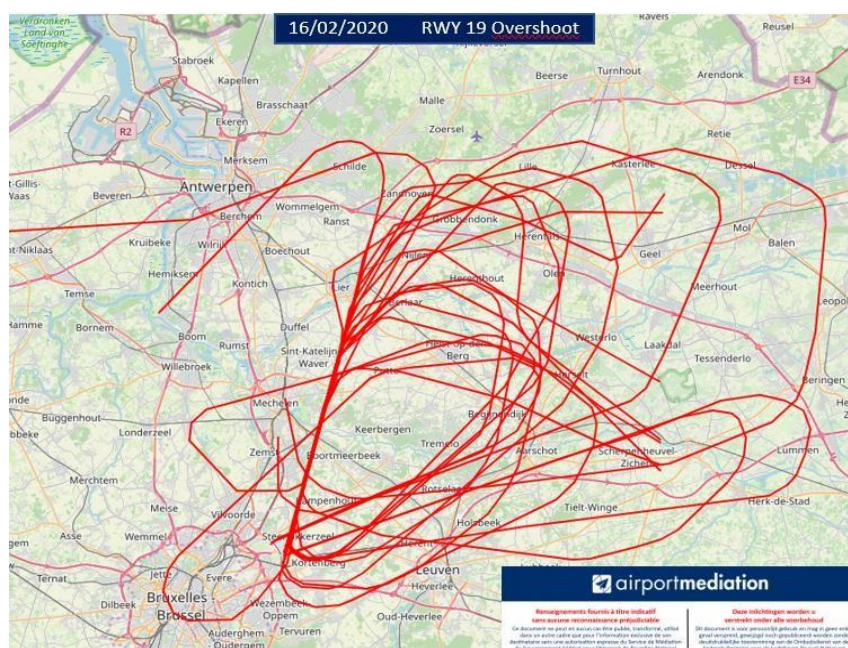 16/02/2020 RWY 19 Overshoot
Ravels
Verdronken
Land van
Saeftinghe
Stabroek
Kapellen
Brasschaat
Malle
Beerse
Turnhout
Arendonk
Reusel
E34
R2
Ekeren
Merksem
Zoersel
Retie
Schilde
Lille
Kasterlee
Dessel
Antwerpen
Beveren
Wommelgem
Zandhoven
Berchem
Ranst
Grobbendonk
Mol
Balen
Kruibeke
Wilrijk
Boechout
Herentals
Geel
Nijlen
Hemiksem
Kontich
Lier
Herenthout
Olen
Meerhout
Temse
Berlaar
Hamme
Bornem
Boom
Duffel
Rumst
Sint-Katelijne
Waver
Heist-op-den-
Berg
Westerlo
Laakdal
Tessenderlo
Willebroek
Putte
Herselt
Beringen
Mechelen
Buggenhout
Londerzeel
Keerbergen
Begijnendijk
Zemst
Boortmeerbeek
Tremelo
Aarschot
Scherpenheuvel
Zichem
Lummen
Merchtem
Kampenhout
Rotselaar
Herk-de-Stad
Meise
Vilvoorde
Tielt-Winge
Asse
Wemmel
Steenokkerzeel
Holsbeek
Herent
Kortenberg
Ternat
Jette
Evere
Leuven
Heverlee
Dilbeek
Bruxelles
Brussel
Wezembeek
Oppem
Oud-Heverlee
Auderghem
Oudergem
Tervuren
airportmediation
Renseignements fournis à titre indicatif
sans aucune reconnaissance préjudiciable
Deze inlichtingen worden u
verstrekt onder alle voorbehoud